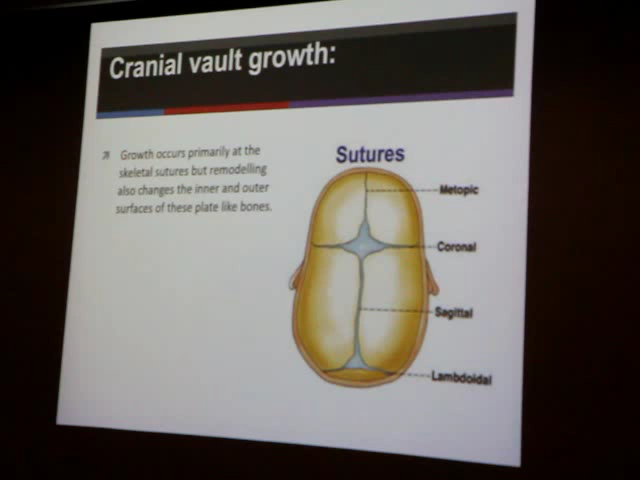 Cranial vault growth:
Growth occurs primarily at the
skeletal sutures but remodelling
also changes the inner and outer
surfaces of these plate like bones.
Sutures
Metopic
Coronal
Sagittal
Lambdoidal